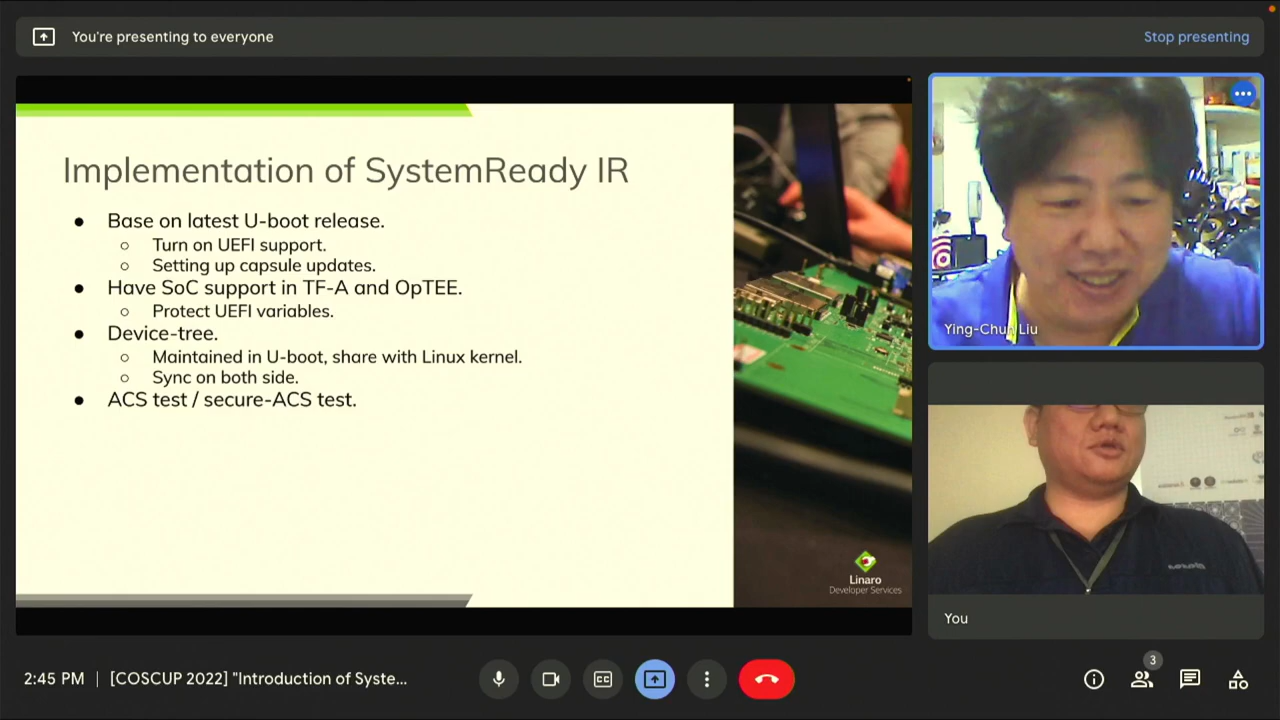 You're presenting to everyone
Stop presenting
Implementation of SystemReady IR
● Base on latest U-boot release.
○ Turn on UEFI support.
○ Setting up capsule updates.
● Have SoC support in TF-A and OpTEE.
○ Protect UEFI variables.
● Device-tree.
○ Maintained in U-boot, share with Linux kernel.
○ Sync on both side.
● ACS test / secure-ACS test.
Linaro
Developer Services
Ying-Chun Liu
You
2:45 PM | [COSCUP 2022] "Introduction of Syste...
3